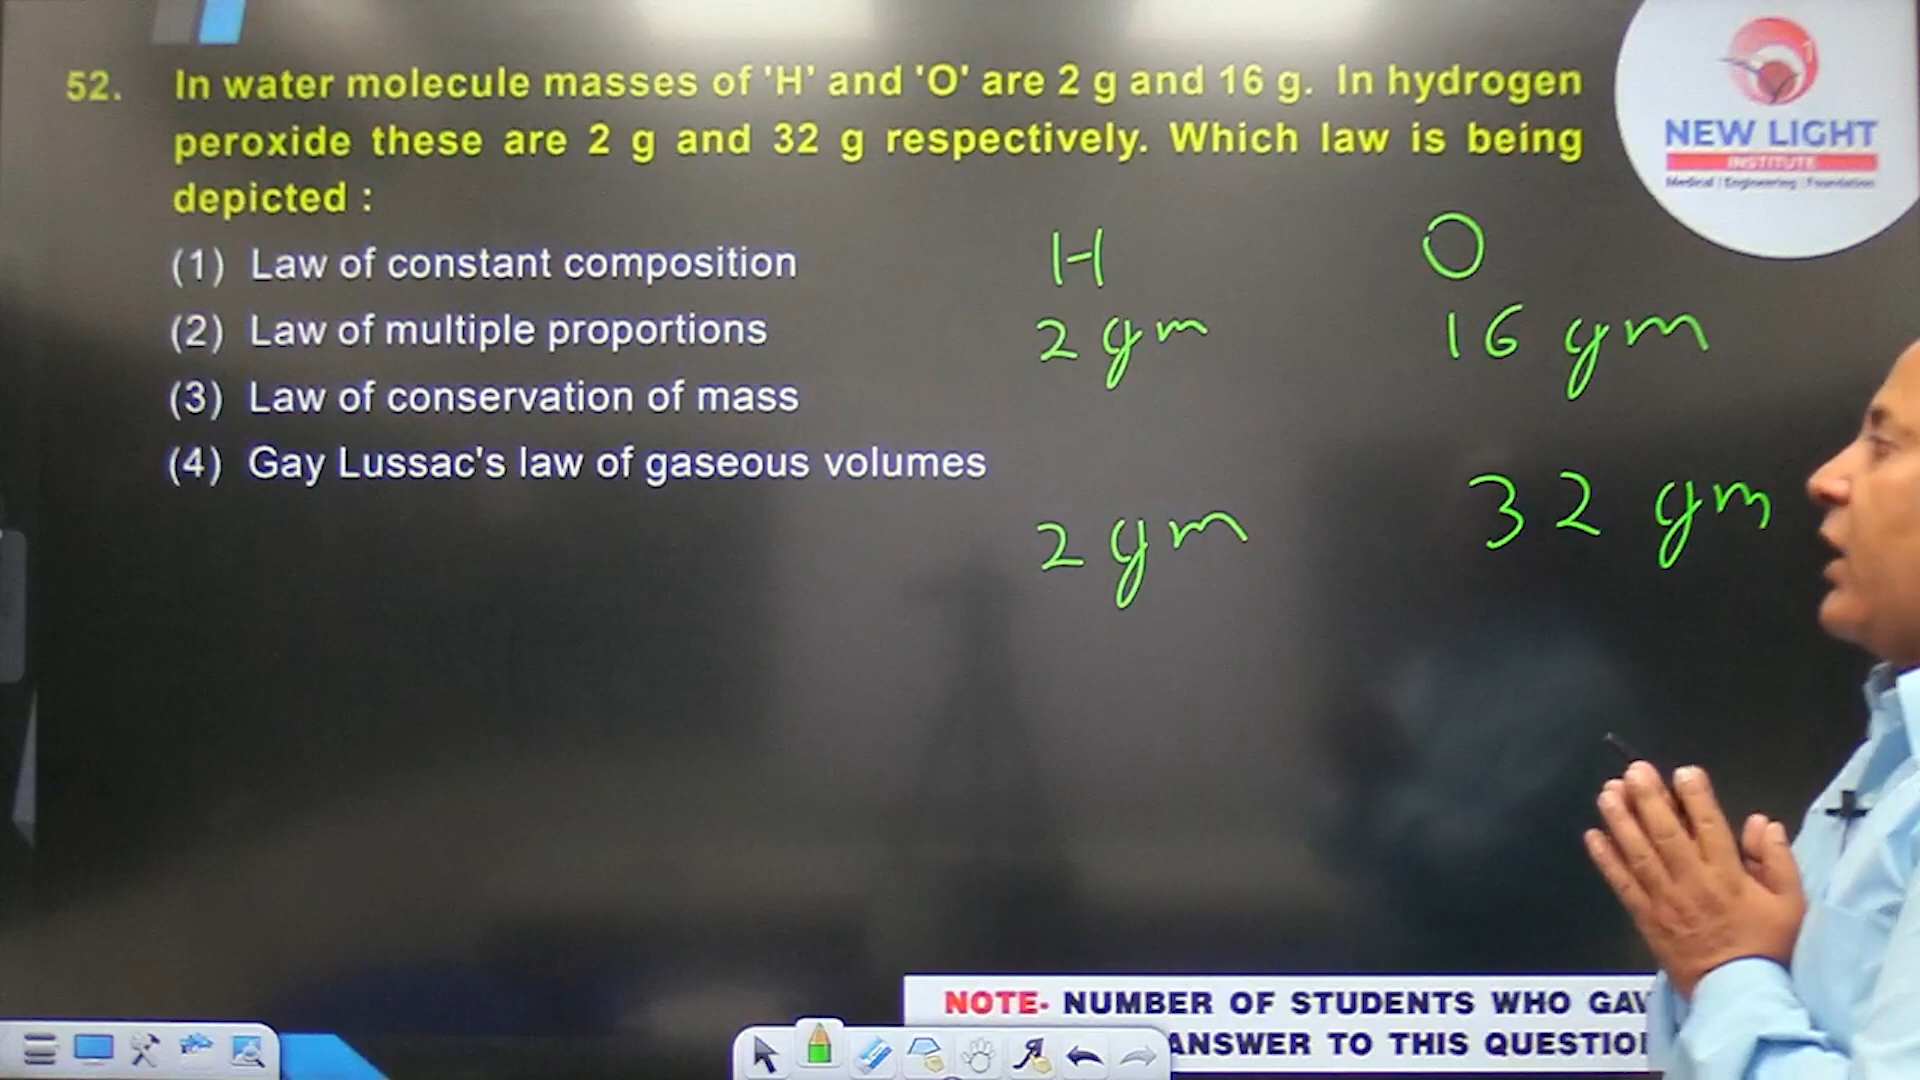 52. In water molecule masses of 'H' and 'O' are 2 g and 16 g. In hydrogen
peroxide these are 2 g and 32 g respectively. Which law is being
depicted :
(1) Law of constant composition
(2) Law of multiple proportions
(3) Law of conservation of mass
(4) Gay Lussac's law of gaseous volumes
H O
2 gm 16 gm
2 gm 32 gm
NEW LIGHT
INSTITUTE
Medical | Engineering | Foundation
NOTE- NUMBER OF STUDENTS WHO GAV
ANSWER TO THIS QUESTIO